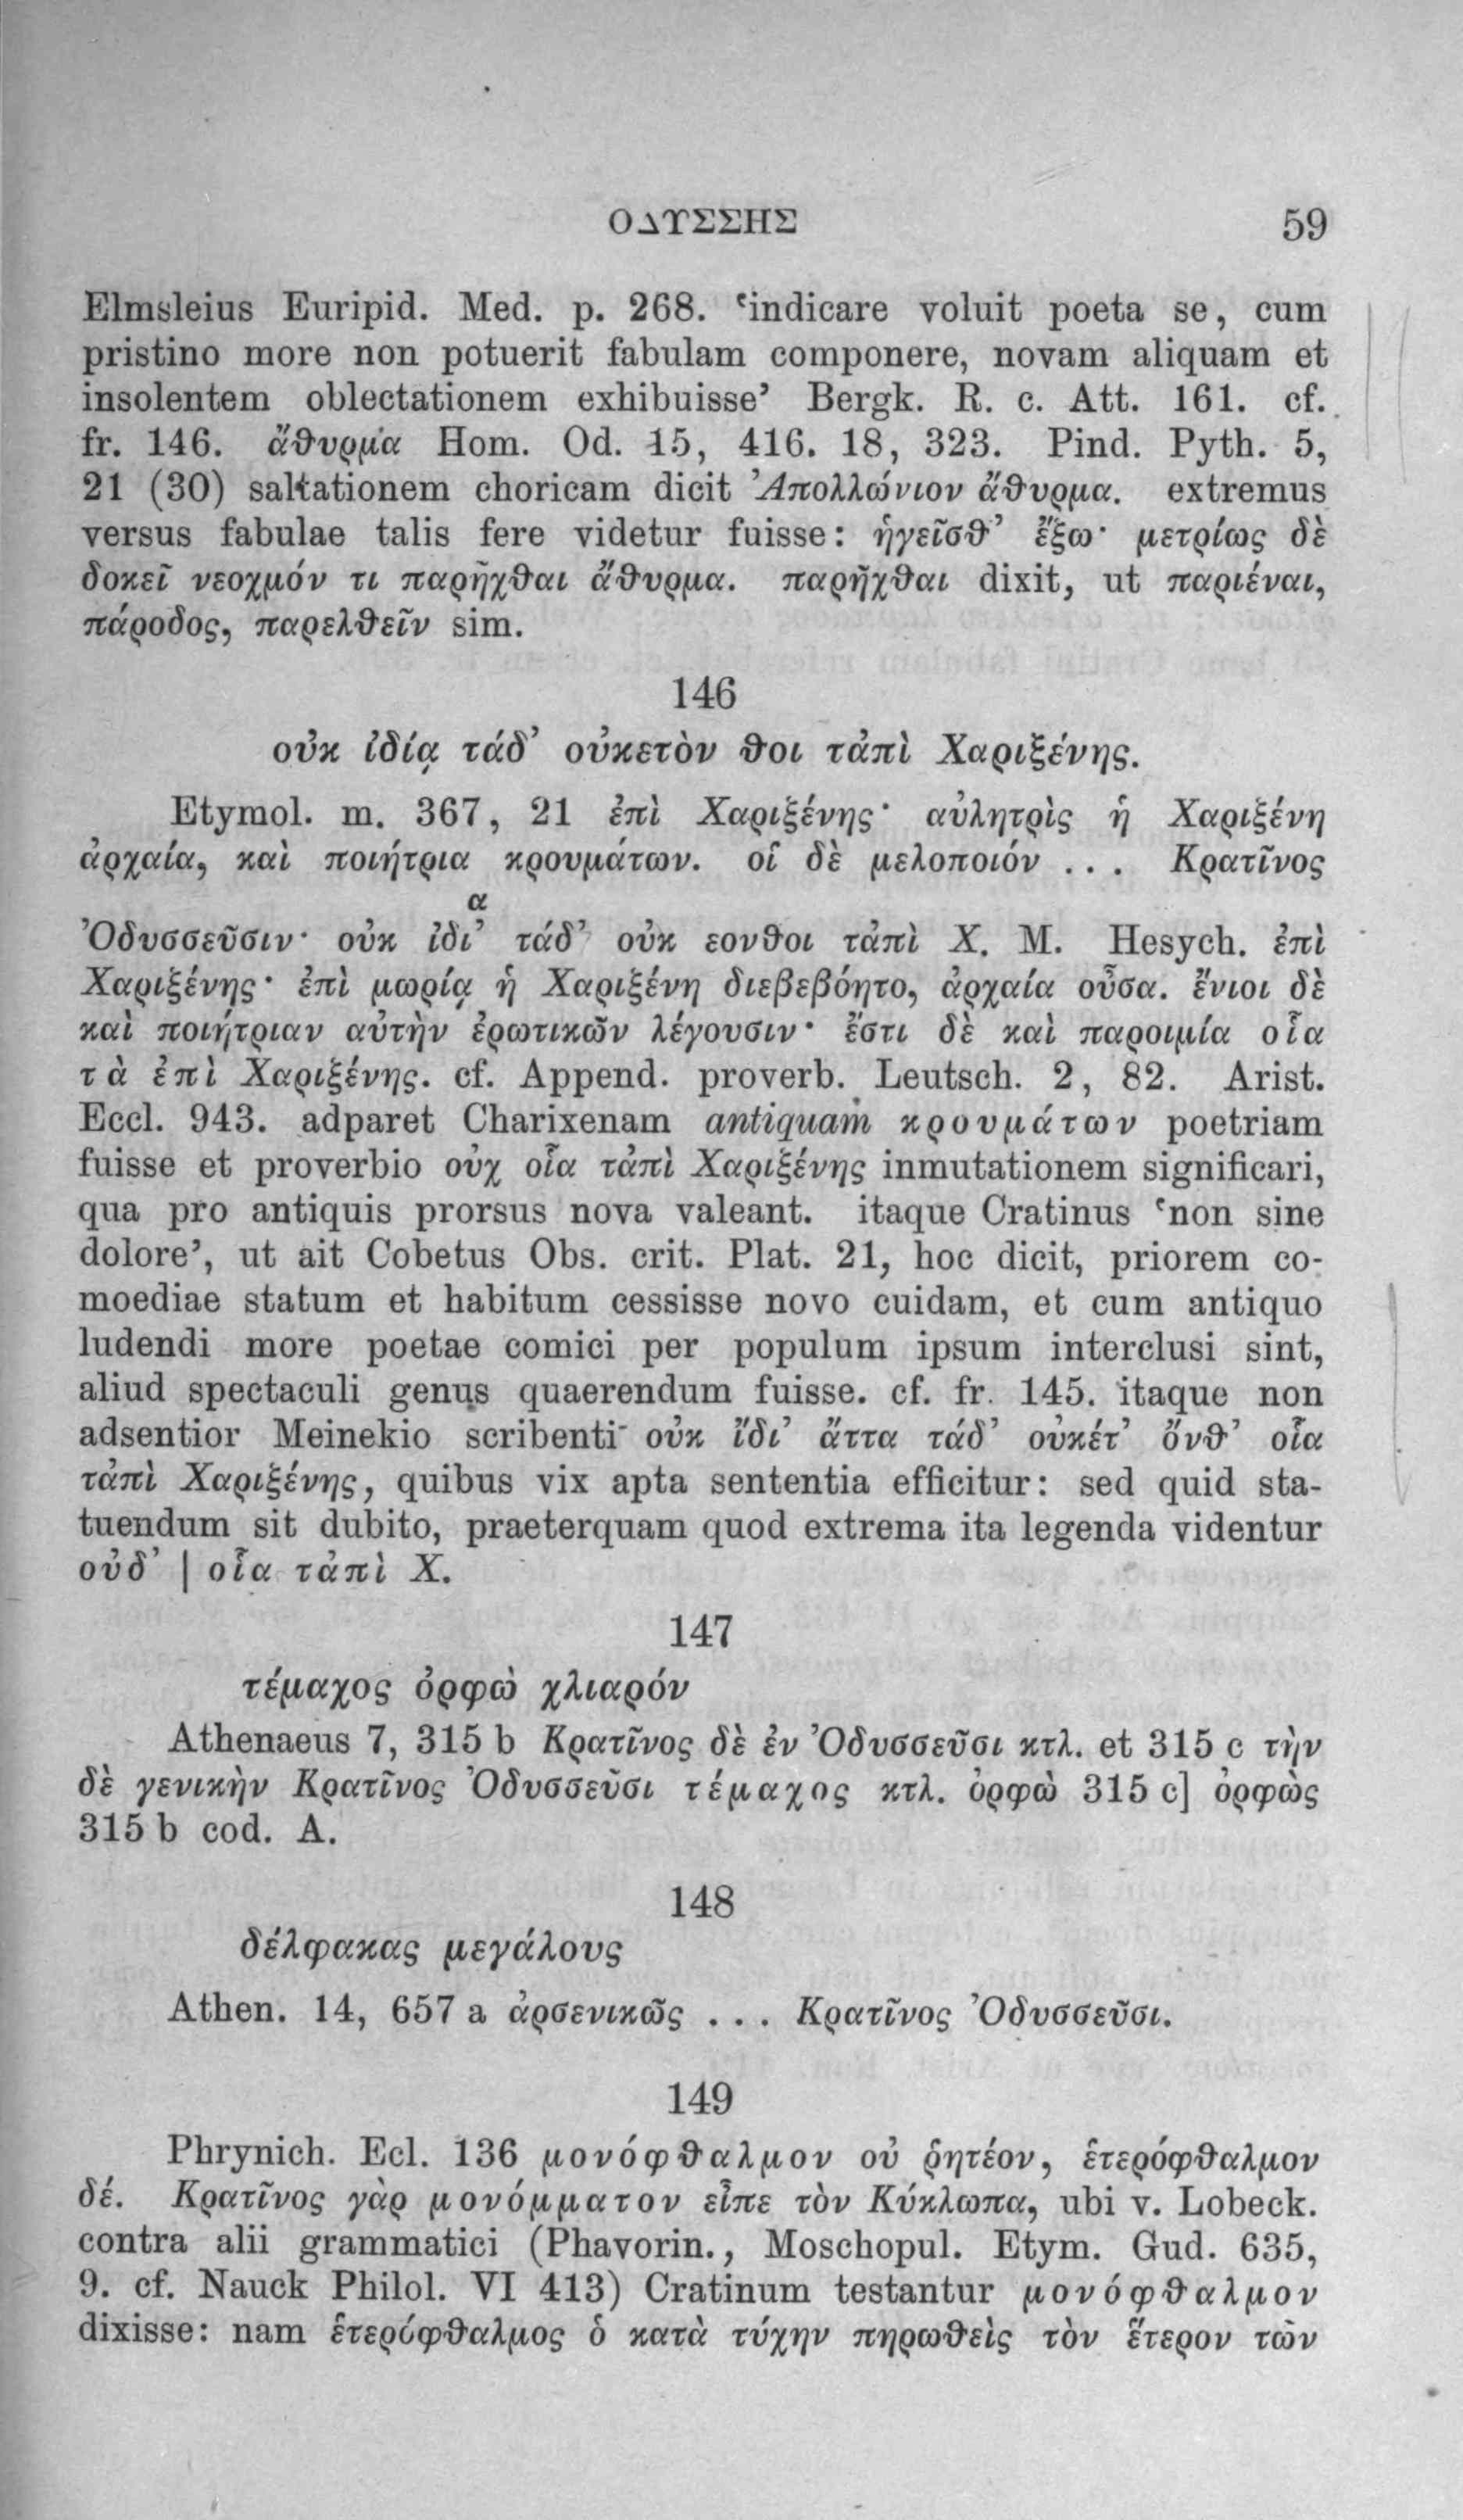 ΟΔΥΣΣΗΣ 59
Elmsleius Euripid. Med. p. 268. ‘indicare voluit poeta se, cum
pristino more non potuerit fabulam componere, novam aliquam et
insolentem oblectationem exhibuisse’ Bergk. R. c. Att. 161. cf.
fr. 146. ἄθυρμα Hom. Od. 15, 416. 18, 323. Pind. Pyth. 5,
21 (30) saltationem choricam dicit Ἀπολλώνιον ἄθυρμα. extremus
versus fabulae talis fere videtur fuisse: ἡγεῖσθ’ ἔξω· μετρίως δὲ
δοκεῖ νεοχμόν τι παρῆχθαι ἄθυρμα. παρῆχθαι dixit, ut παριέναι,
πάροδος, παρελθεῖν sim.
146
οὐκ ἰδίᾳ τάδ’ οὐκετὸν θοι τἀπὶ Χαριξένης.
Etymol. m. 367, 21 ἐπὶ Χαριξένης· αὐλητρὶς ἡ Χαριξένη
ἀρχαία, καὶ ποιήτρια κρουμάτων. οἱ δὲ μελοποιόν . . . Κρατῖνος
α
Ὀδυσσεῦσιν· οὐκ ἰδι’ τάδ’ οὐκ εονθοι τἀπὶ Χ. M. Hesych. ἐπὶ
Χαριξένης· ἐπὶ μωρίᾳ ἡ Χαριξένη διεβεβόητο, ἀρχαία οὖσα. ἔνιοι δὲ
καὶ ποιήτριαν αὐτὴν ἐρωτικῶν λέγουσιν· ἔστι δὲ καὶ παροιμία οἷα
τὰ ἐπὶ Χαριξένης. cf. Append. proverb. Leutsch. 2, 82. Arist.
Eccl. 943. adparet Charixenam antiquam κρουμάτων poetriam
fuisse et proverbio οὐχ οἷα τἀπὶ Χαριξένης inmutationem significari,
qua pro antiquis prorsus nova valeant. itaque Cratinus ‘non sine
dolore’, ut ait Cobetus Obs. crit. Plat. 21, hoc dicit, priorem co-
moediae statum et habitum cessisse novo cuidam, et cum antiquo
ludendi more poetae comici per populum ipsum interclusi sint,
aliud spectaculi genus quaerendum fuisse. cf. fr. 145. itaque non
adsentior Meinekio scribenti οὐκ ἴδι’ ἄττα τάδ’ οὐκέτ’ ὄνθ’ οἷα
τἀπὶ Χαριξένης, quibus vix apta sententia efficitur: sed quid sta-
tuendum sit dubito, praeterquam quod extrema ita legenda videntur
οὐδ’ | οἷα τἀπὶ Χ.
147
τέμαχος ὀρφὼ χλιαρόν
Athenaeus 7, 315 b Κρατῖνος δὲ ἐν Ὀδυσσεῦσι κτλ. et 315 c τὴν
δὲ γενικὴν Κρατῖνος Ὀδυσσεῦσι τέμαχος κτλ. ὀρφὼ 315 c] ὀρφὼς
315 b cod. A.
148
δέλφακας μεγάλους
Athen. 14, 657 a ἀρσενικῶς . . . Κρατῖνος Ὀδυσσεῦσι.
149
Phrynich. Ecl. 136 μονόφθαλμον οὐ ῥητέον, ἑτερόφθαλμον
δέ. Κρατῖνος γὰρ μονόμματον εἶπε τὸν Κύκλωπα, ubi v. Lobeck.
contra alii grammatici (Phavorin., Moschopul. Etym. Gud. 635,
9. cf. Nauck Philol. VI 413) Cratinum testantur μονόφθαλμον
dixisse: nam ἑτερόφθαλμος ὁ κατὰ τύχην πηρωθεὶς τὸν ἕτερον τῶν